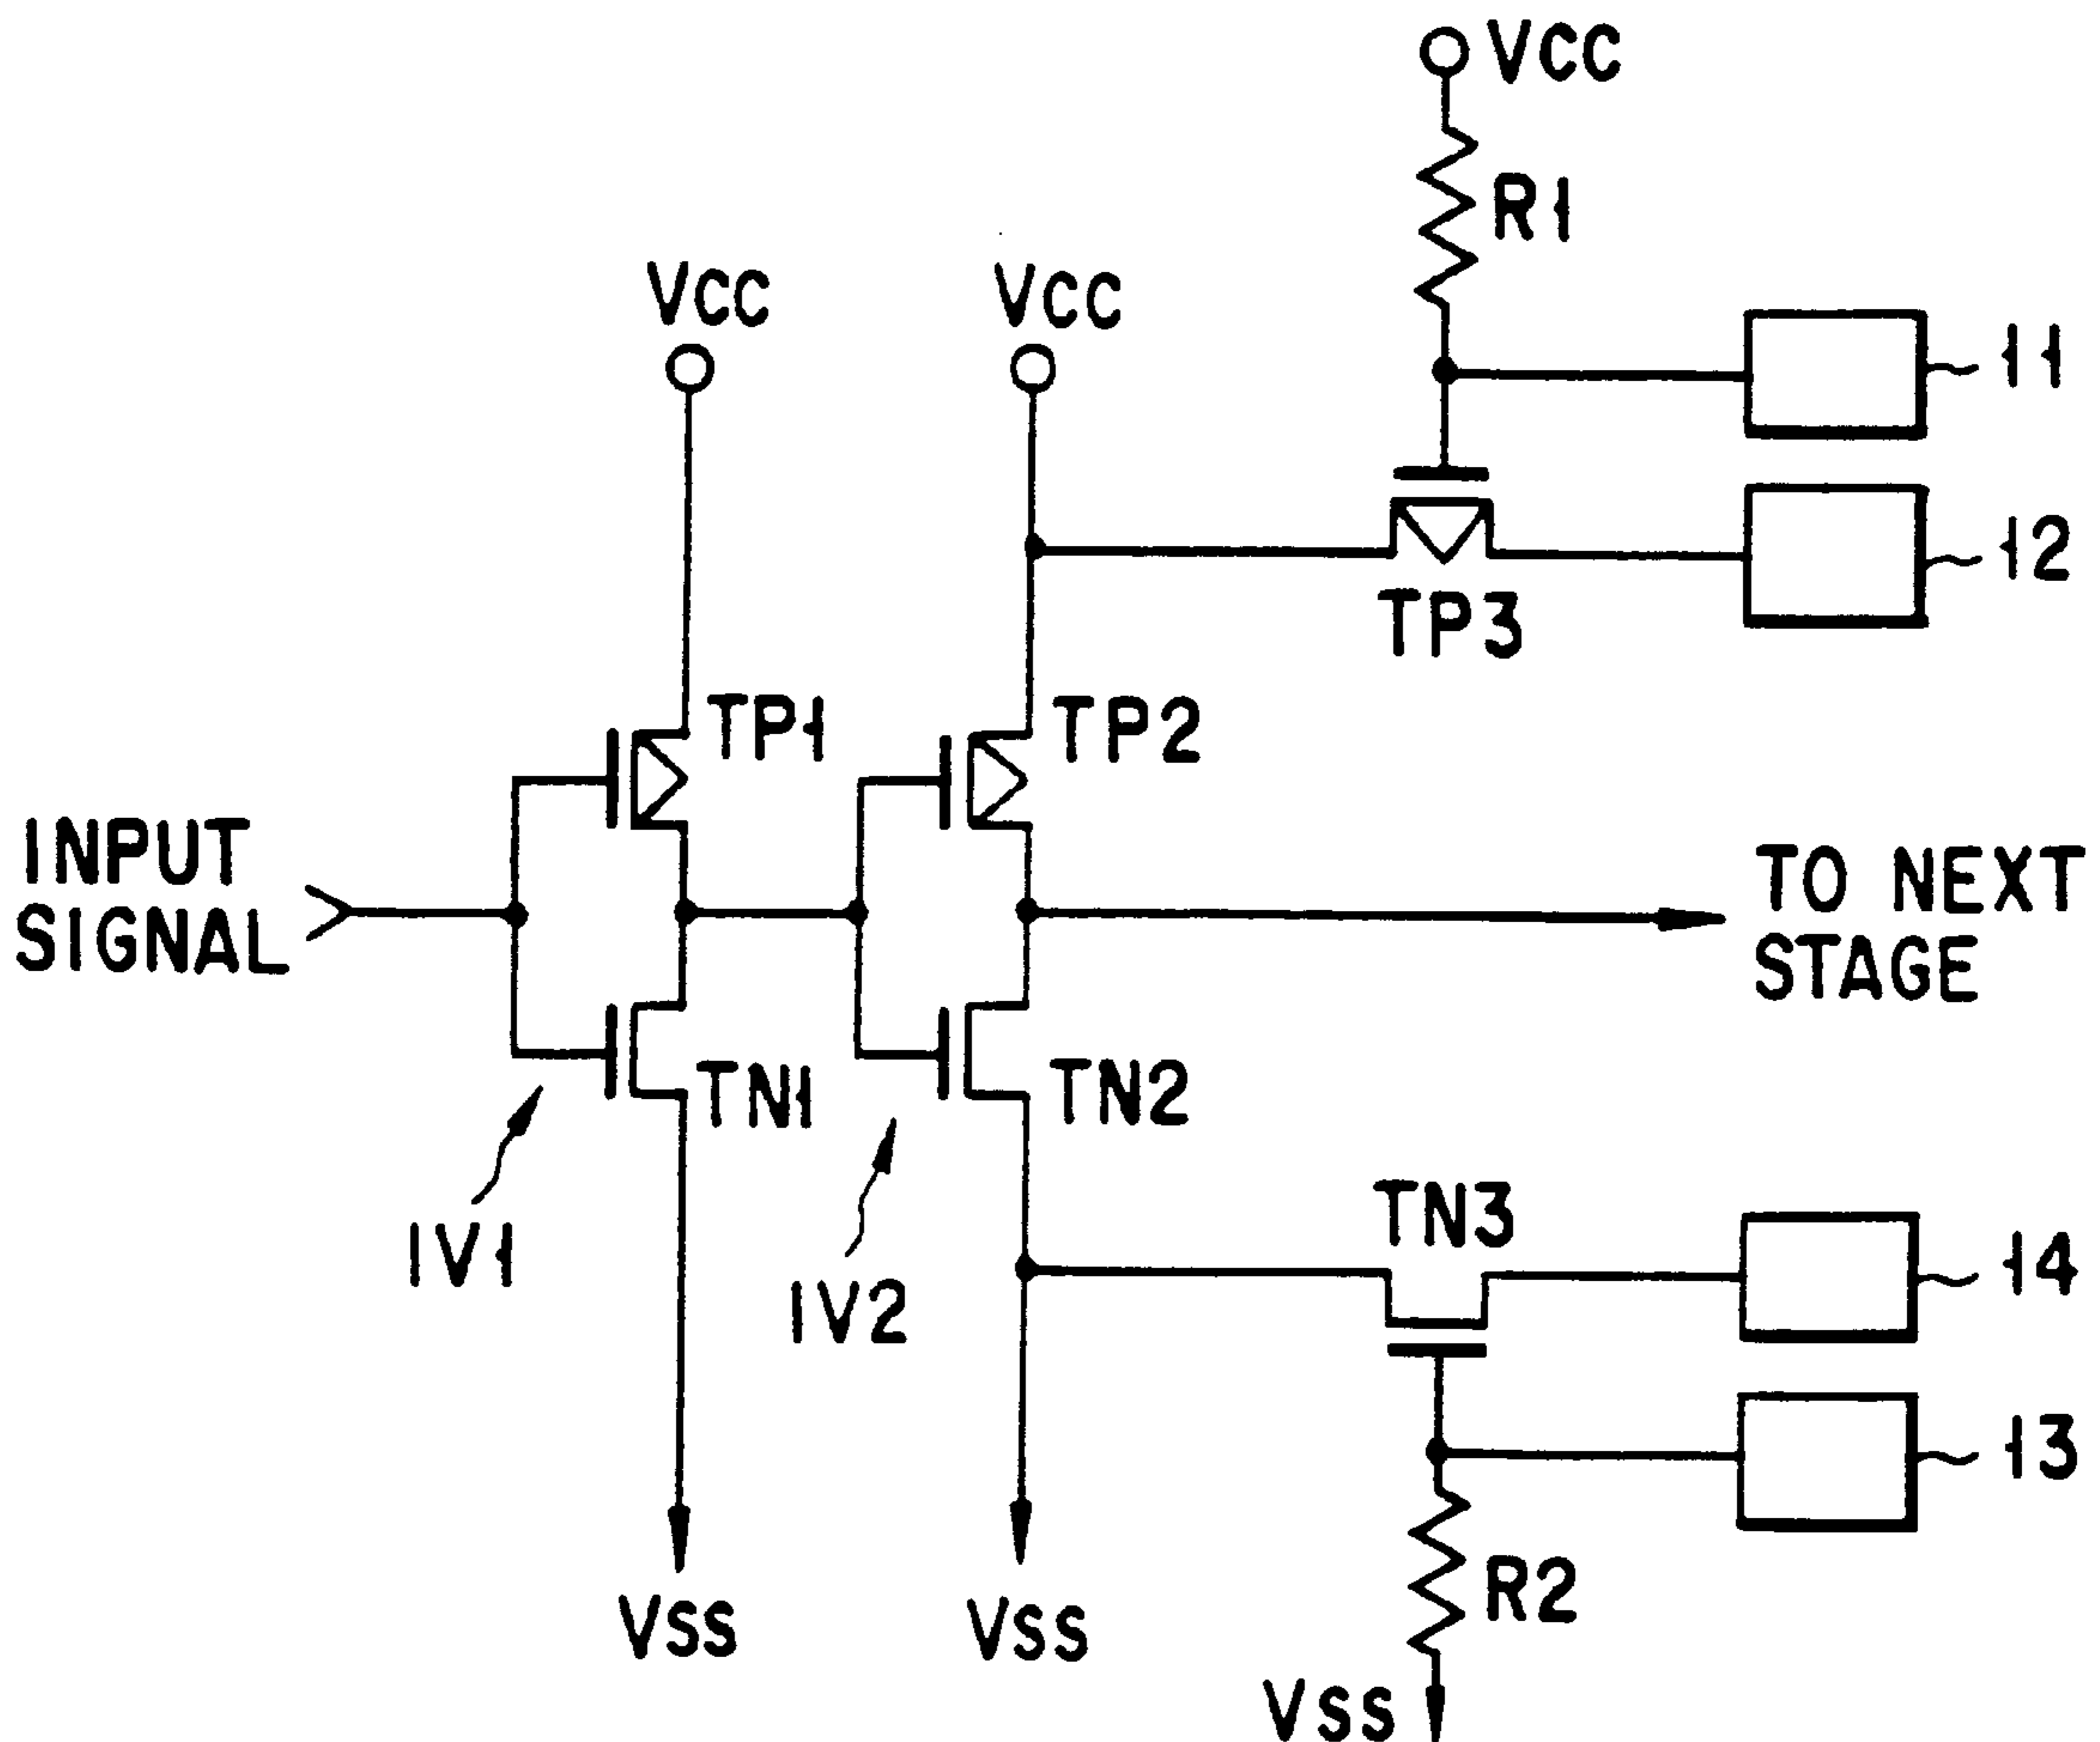 VCC
R1
VCC
VCC
11
12
TP3
TP1
TP2
INPUT
SIGNAL
TO NEXT
STAGE
TN1
TN2
TN3
IV1
IV2
14
13
R2
VSS
VSS
VSS